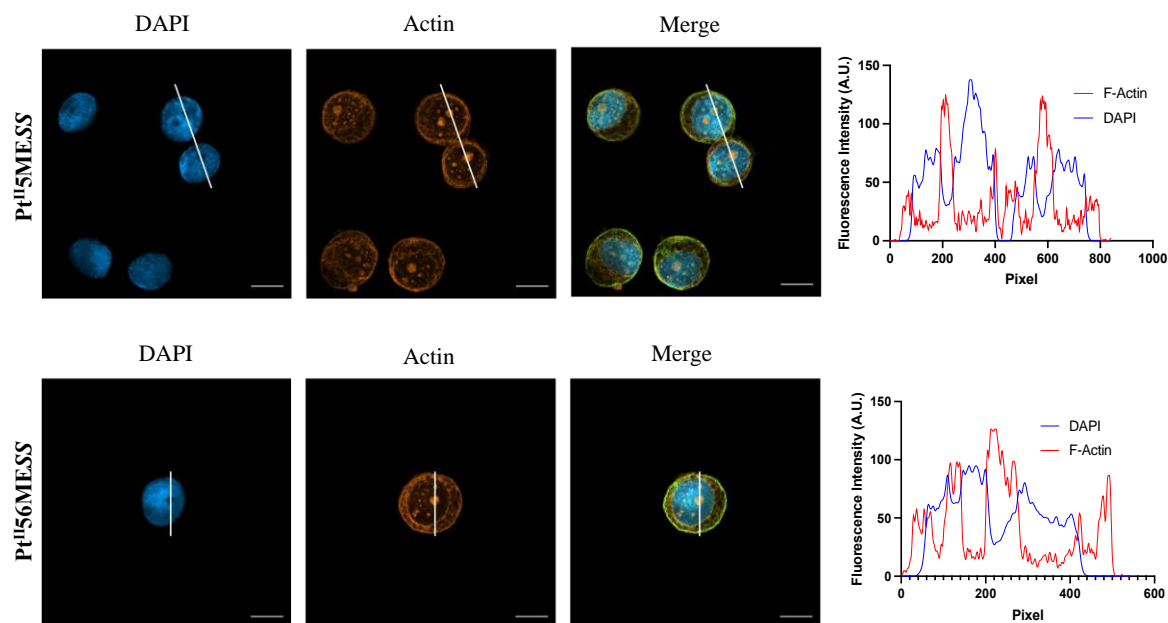 DAPI
Actin
Merge
Pt^II5MESS
Fluorescence Intensity (A.U.)
150
100
50
0
0 200 400 600 800 1000
Pixel
F-Actin
DAPI
DAPI
Actin
Merge
Pt^II56MESS
Fluorescence Intensity (A.U.)
150
100
50
0
0 200 400 600
Pixel
DAPI
F-Actin